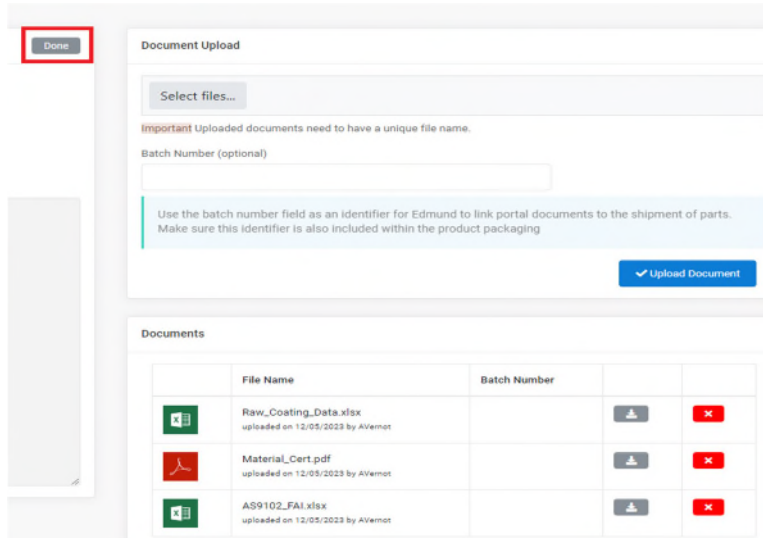 Done
Document Upload
Select files...
Important Uploaded documents need to have a unique file name.
Batch Number (optional)
Use the batch number field as an identifier for Edmund to link portal documents to the shipment of parts.
Make sure this identifier is also included within the product packaging
Upload Document
Documents
File Name Batch Number
Raw_Coating_Data.xlsx
uploaded on 12/05/2023 by AVernot
Material_Cert.pdf
uploaded on 12/05/2023 by AVernot
AS9102_FAI.xlsx
uploaded on 12/05/2023 by AVernot